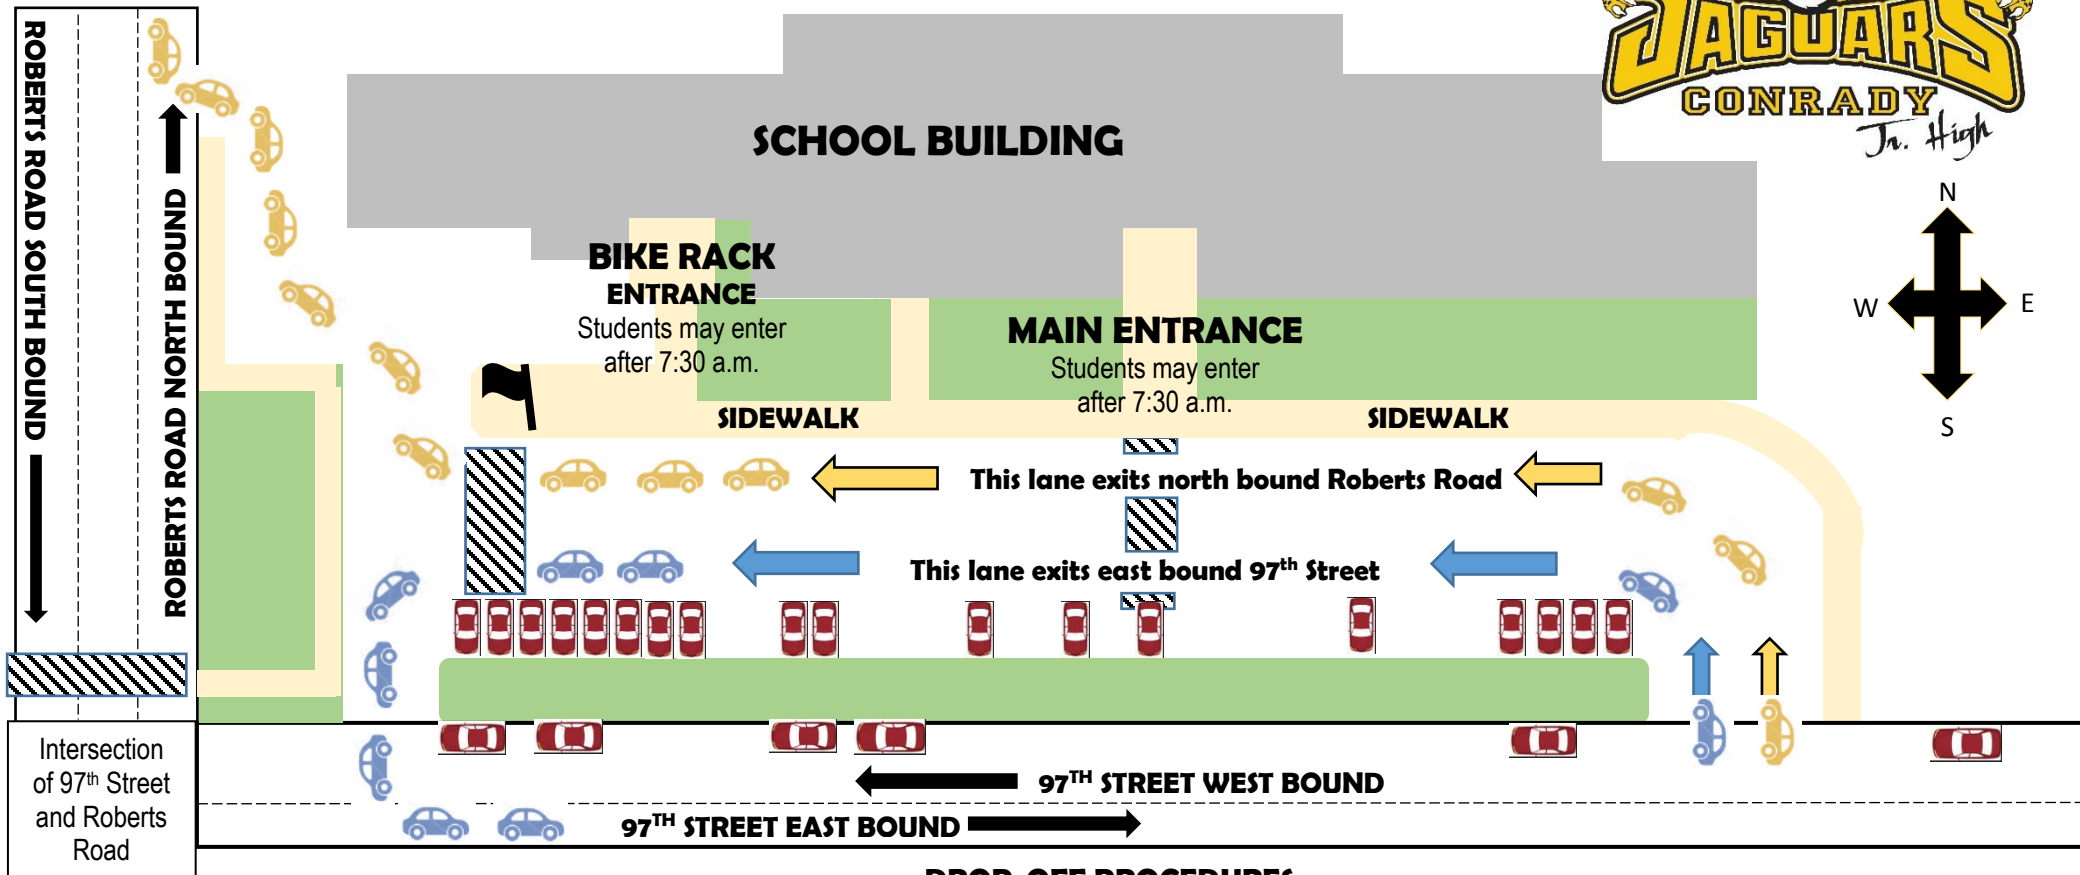 JAGUARS
CONRADY
Jr. High
ROBERTS ROAD SOUTH BOUND
ROBERTS ROAD NORTH BOUND
SCHOOL BUILDING
N
W
E
S
BIKE RACK
ENTRANCE
Students may enter
after 7:30 a.m.
MAIN ENTRANCE
Students may enter
after 7:30 a.m.
SIDEWALK
SIDEWALK
This lane exits north bound Roberts Road
This lane exits east bound 97th Street
Intersection
of 97th Street
and Roberts
Road
97TH STREET WEST BOUND
97TH STREET EAST BOUND
DROP-OFF PROCEDURES